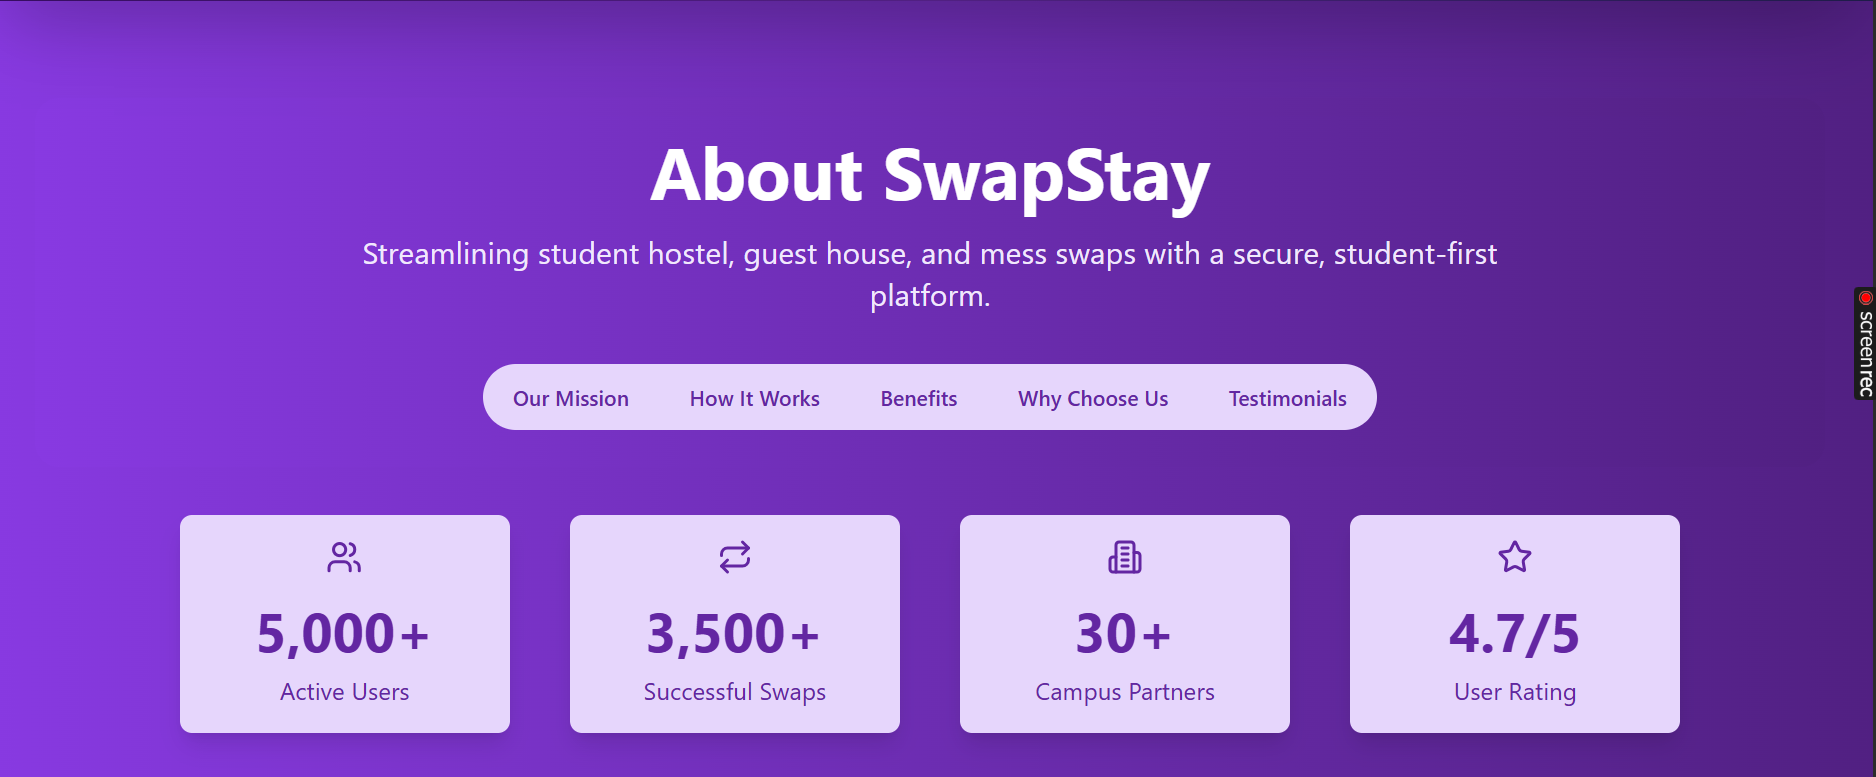 About SwapStay
Streamlining student hostel, guest house, and mess swaps with a secure, student-first
platform.
Our Mission
How It Works
Benefits
Why Choose Us
Testimonials
5,000+
Active Users
3,500+
Successful Swaps
30+
Campus Partners
4.7/5
User Rating
screenrec